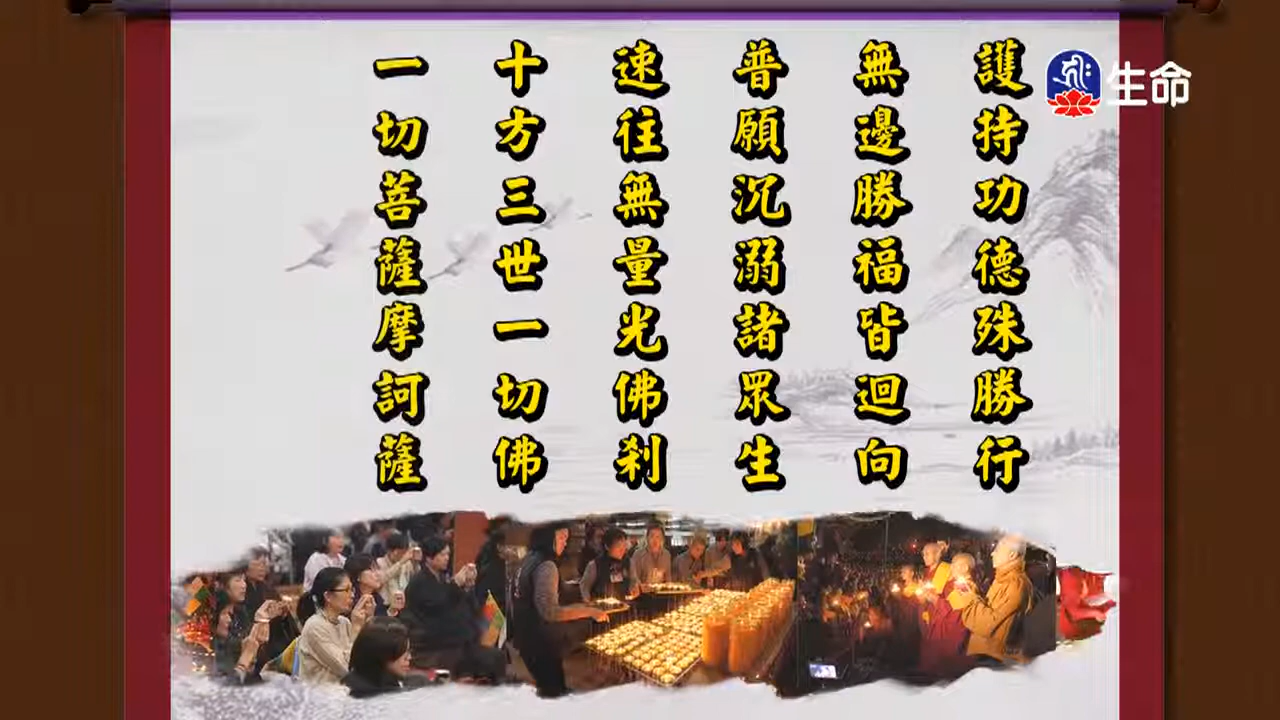 護持功德殊勝行
無邊勝福皆迴向
普願沉溺諸眾生
速往無量光佛剎
十方三世一切佛
一切菩薩摩訶薩
生命